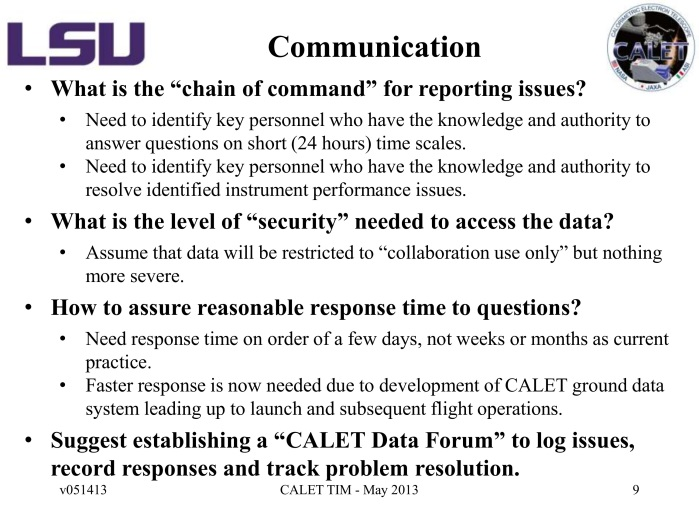 LSU
Communication
CALORIMETRIC ELECTRON TELESCOPE
CALET
NASA
JAXA
ASI
• What is the “chain of command” for reporting issues?
• Need to identify key personnel who have the knowledge and authority to
answer questions on short (24 hours) time scales.
• Need to identify key personnel who have the knowledge and authority to
resolve identified instrument performance issues.
• What is the level of “security” needed to access the data?
• Assume that data will be restricted to “collaboration use only” but nothing
more severe.
• How to assure reasonable response time to questions?
• Need response time on order of a few days, not weeks or months as current
practice.
• Faster response is now needed due to development of CALET ground data
system leading up to launch and subsequent flight operations.
• Suggest establishing a “CALET Data Forum” to log issues,
record responses and track problem resolution.
v051413
CALET TIM - May 2013
9